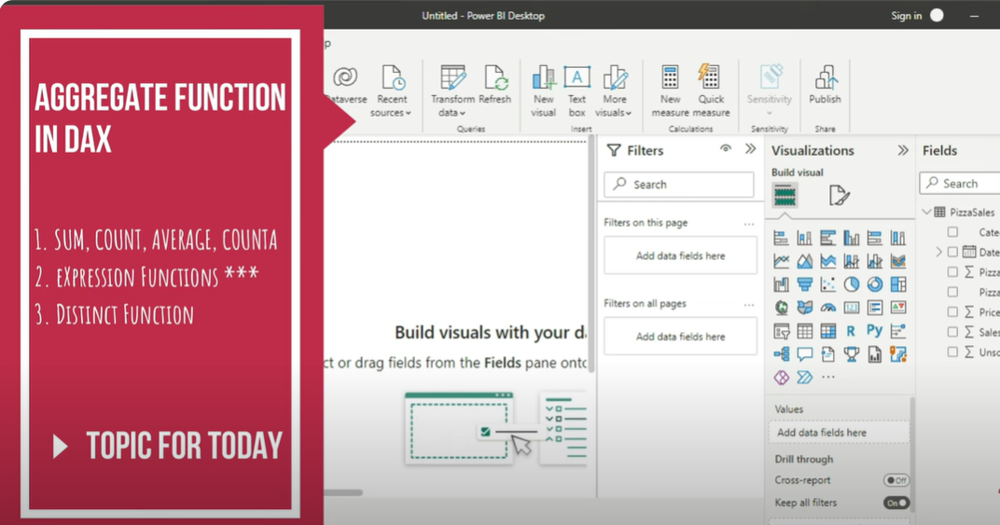 Untitled - Power BI Desktop
Sign in
AGGREGATE FUNCTION
IN DAX
1. SUM, COUNT, AVERAGE, COUNTA
2. EXPRESSION FUNCTIONS ***
3. DISTINCT FUNCTION
TOPIC FOR TODAY
p
Dataverse
Recent
sources
Transform
data
Refresh
Queries
New
visual
Text
box
More
visuals
Insert
New
measure
Quick
measure
Calculations
Sensitivity
Sensitivity
Publish
Share
Build visuals with your da
ct or drag fields from the Fields pane onto
Filters
Search
Filters on this page
Add data fields here
Filters on all pages
Add data fields here
Visualizations
Build visual
R
Py
Values
Add data fields here
Drill through
Cross-report
Off
Keep all filters
On
Fields
Search
PizzaSales
Cate
Date
Pizza
Pizza
Price
Sales
Unso